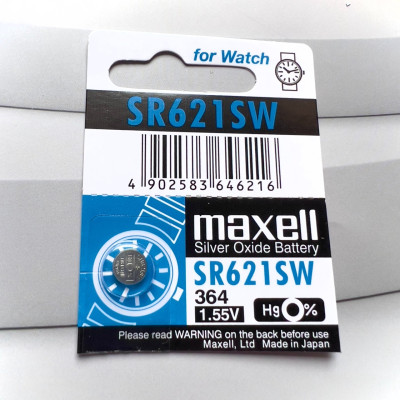 for Watch
SR621SW
4 902583 646216
maxell
Silver Oxide Battery
SR621SW
364
1.55V
Hg 0%
Please read WARNING on the back before use
Maxell, Ltd Made in Japan